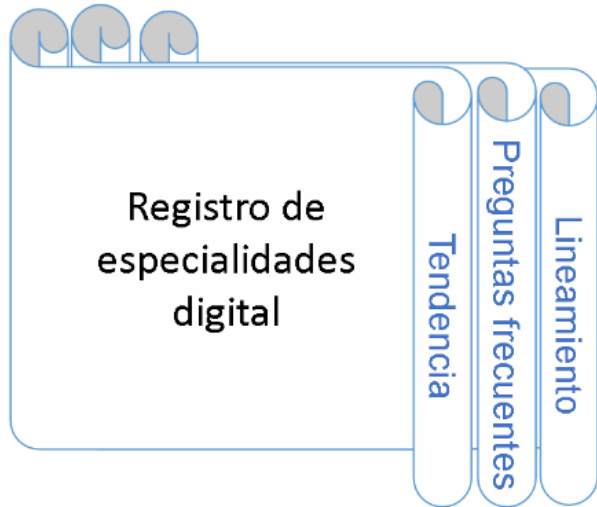 Registro de
especialidades
digital
Tendencia
Preguntas frecuentes
Lineamiento